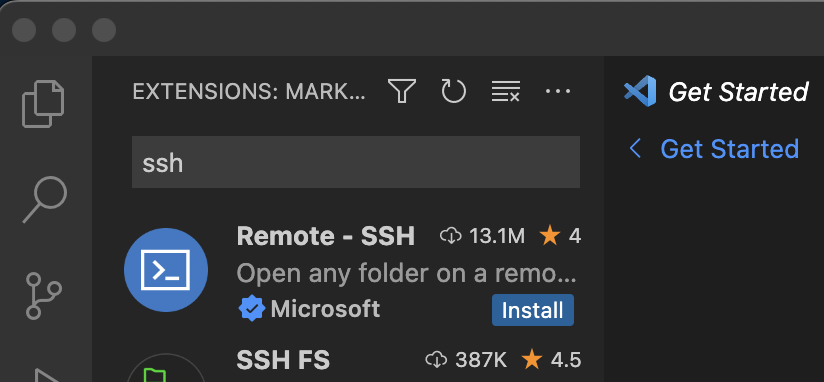 EXTENSIONS: MARK...
Get Started
Get Started
ssh
Remote - SSH 13.1M 4
Open any folder on a remo...
Microsoft Install
SSH FS 387K 4.5